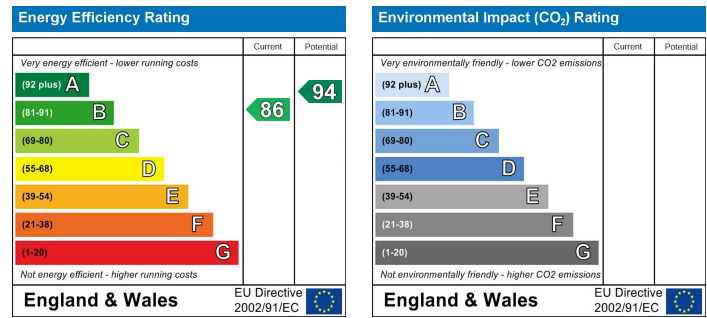 Energy Efficiency Rating
Current Potential
Very energy efficient - lower running costs
(92 plus) A
94
(81-91) B
86
(69-80) C
(55-68) D
(39-54) E
(21-38) F
(1-20) G
Not energy efficient - higher running costs
England & Wales
EU Directive
2002/91/EC
Environmental Impact (CO₂) Rating
Current Potential
Very environmentally friendly - lower CO2 emissions
(92 plus) A
(81-91) B
(69-80) C
(55-68) D
(39-54) E
(21-38) F
(1-20) G
Not environmentally friendly - higher CO2 emissions
England & Wales
EU Directive
2002/91/EC